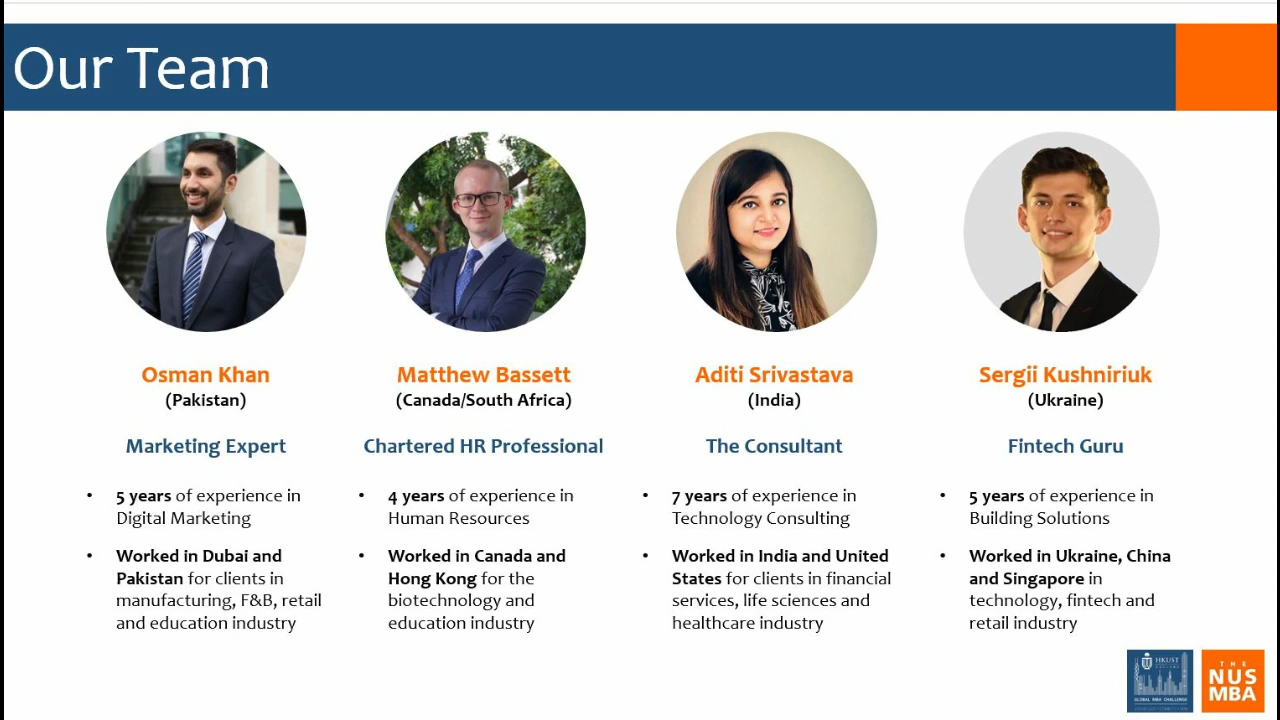 Our Team
Osman Khan
(Pakistan)
Marketing Expert
• 5 years of experience in
Digital Marketing
• Worked in Dubai and
Pakistan for clients in
manufacturing, F&B, retail
and education industry
Matthew Bassett
(Canada/South Africa)
Chartered HR Professional
• 4 years of experience in
Human Resources
• Worked in Canada and
Hong Kong for the
biotechnology and
education industry
Aditi Srivastava
(India)
The Consultant
• 7 years of experience in
Technology Consulting
• Worked in India and United
States for clients in financial
services, life sciences and
healthcare industry
Sergii Kushniriuk
(Ukraine)
Fintech Guru
• 5 years of experience in
Building Solutions
• Worked in Ukraine, China
and Singapore in
technology, fintech and
retail industry
HKUST
GLOBAL MBA CHALLENGE
THE
NUS
MBA